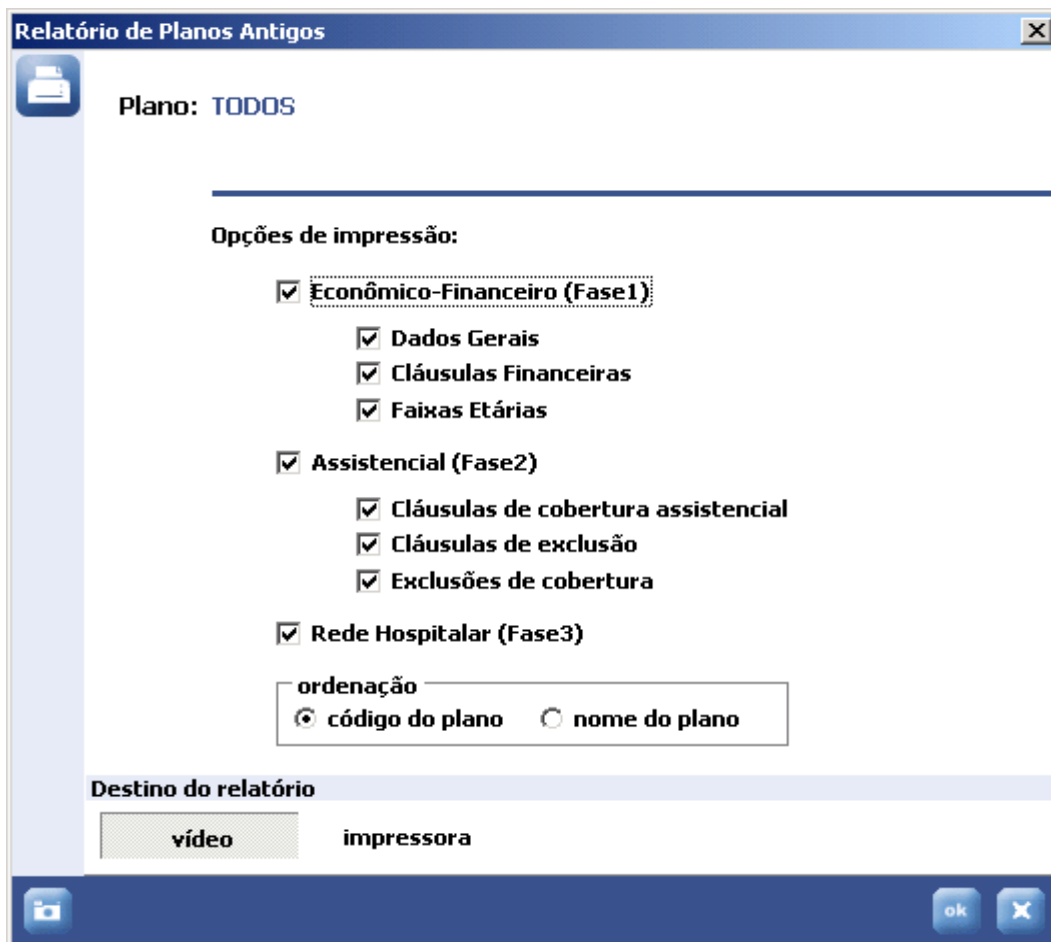 Relatório de Planos Antigos
Plano: TODOS
Opções de impressão:
Econômico-Financeiro (Fase1)
Dados Gerais
Cláusulas Financeiras
Faixas Etárias
Assistencial (Fase2)
Cláusulas de cobertura assistencial
Cláusulas de exclusão
Exclusões de cobertura
Rede Hospitalar (Fase3)
ordenação
código do plano nome do plano
Destino do relatório
vídeo impressora
ok